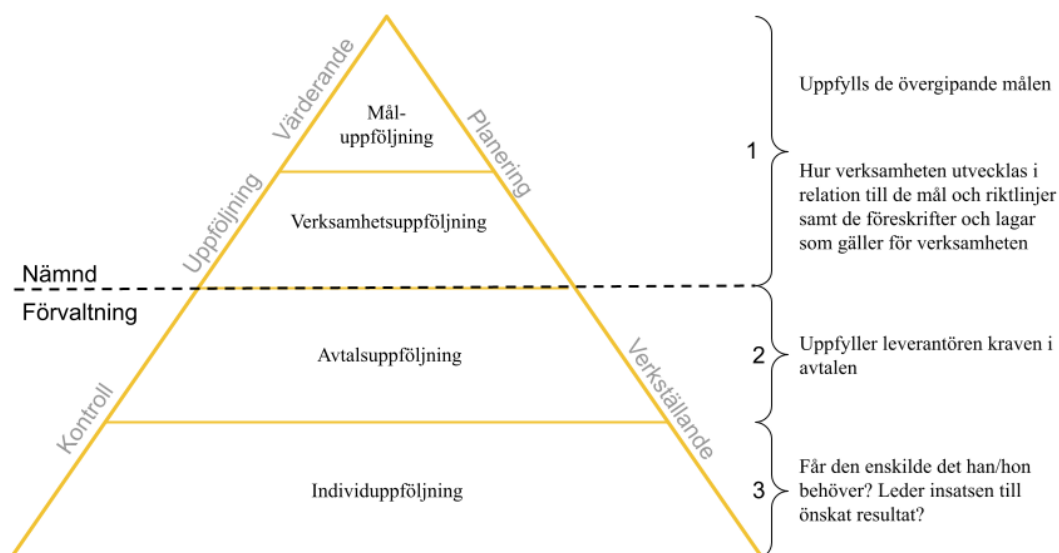 Värderande
Uppföljning
Kontroll
Planering
Verkställande
Mål-
uppföljning
Verksamhetsuppföljning
Nämnd
Förvaltning
Avtalsuppföljning
Individuppföljning
1
Uppfylls de övergipande målen
Hur verksamheten utvecklas i
relation till de mål och riktlinjer
samt de föreskrifter och lagar
som gäller för verksamheten
2
Uppfyller leverantören kraven i
avtalen
3
Får den enskilde det han/hon
behöver? Leder insatsen till
önskat resultat?